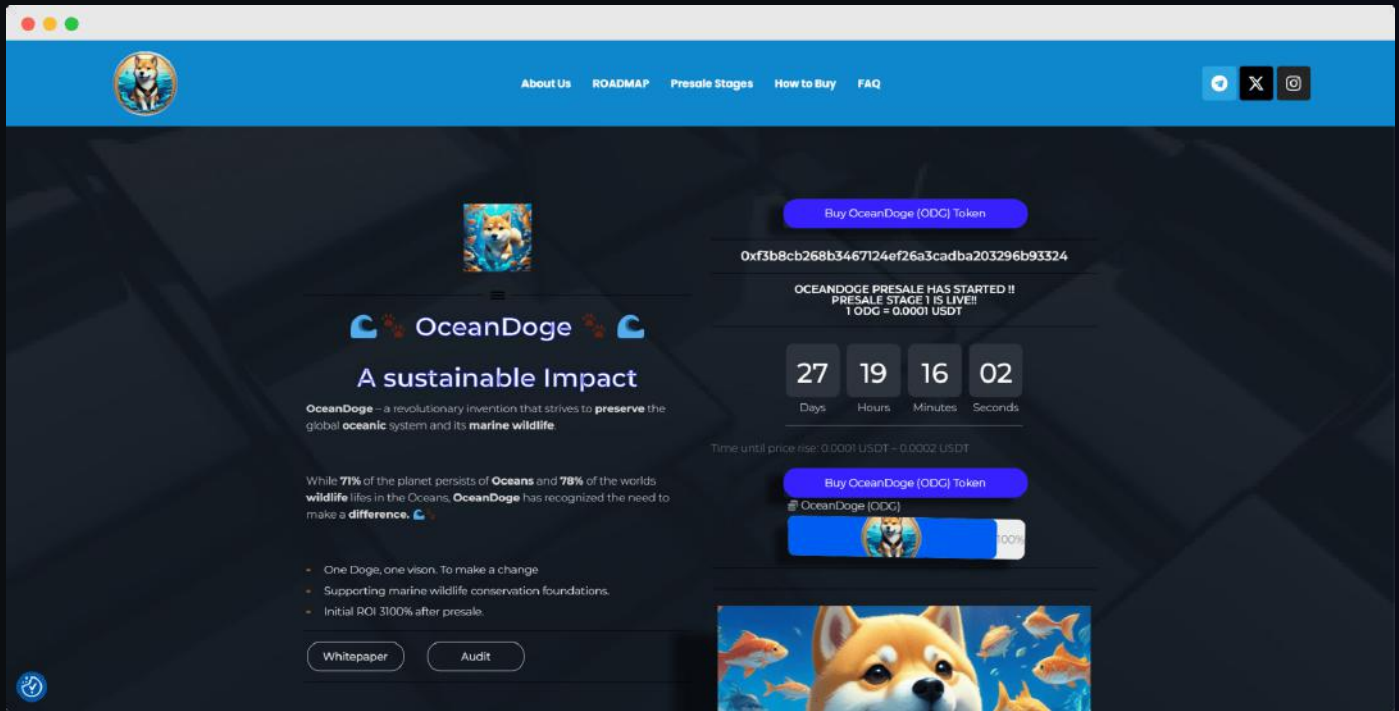 About Us ROADMAP Presale Stages How to Buy FAQ
🌊🐾 OceanDoge 🐾🌊
A sustainable Impact
OceanDoge – a revolutionary invention that strives to preserve the
global oceanic system and its marine wildlife.
While 71% of the planet persists of Oceans and 78% of the worlds
wildlife lifes in the Oceans, OceanDoge has recognized the need to
make a difference. 🌊🐾
- One Doge, one vison. To make a change
- Supporting marine wildlife conservation foundations.
- Initial ROI 3100% after presale.
Whitepaper Audit
Buy OceanDoge (ODG) Token
0xf3b8cb268b3467124ef26a3cadba203296b93324
OCEANDOGE PRESALE HAS STARTED !!
PRESALE STAGE 1 IS LIVE!!
1 ODG = 0.0001 USDT
27 19 16 02
Days Hours Minutes Seconds
Time until price rise: 0.0001 USDT – 0.0002 USDT
Buy OceanDoge (ODG) Token
OceanDoge (ODG)
100%